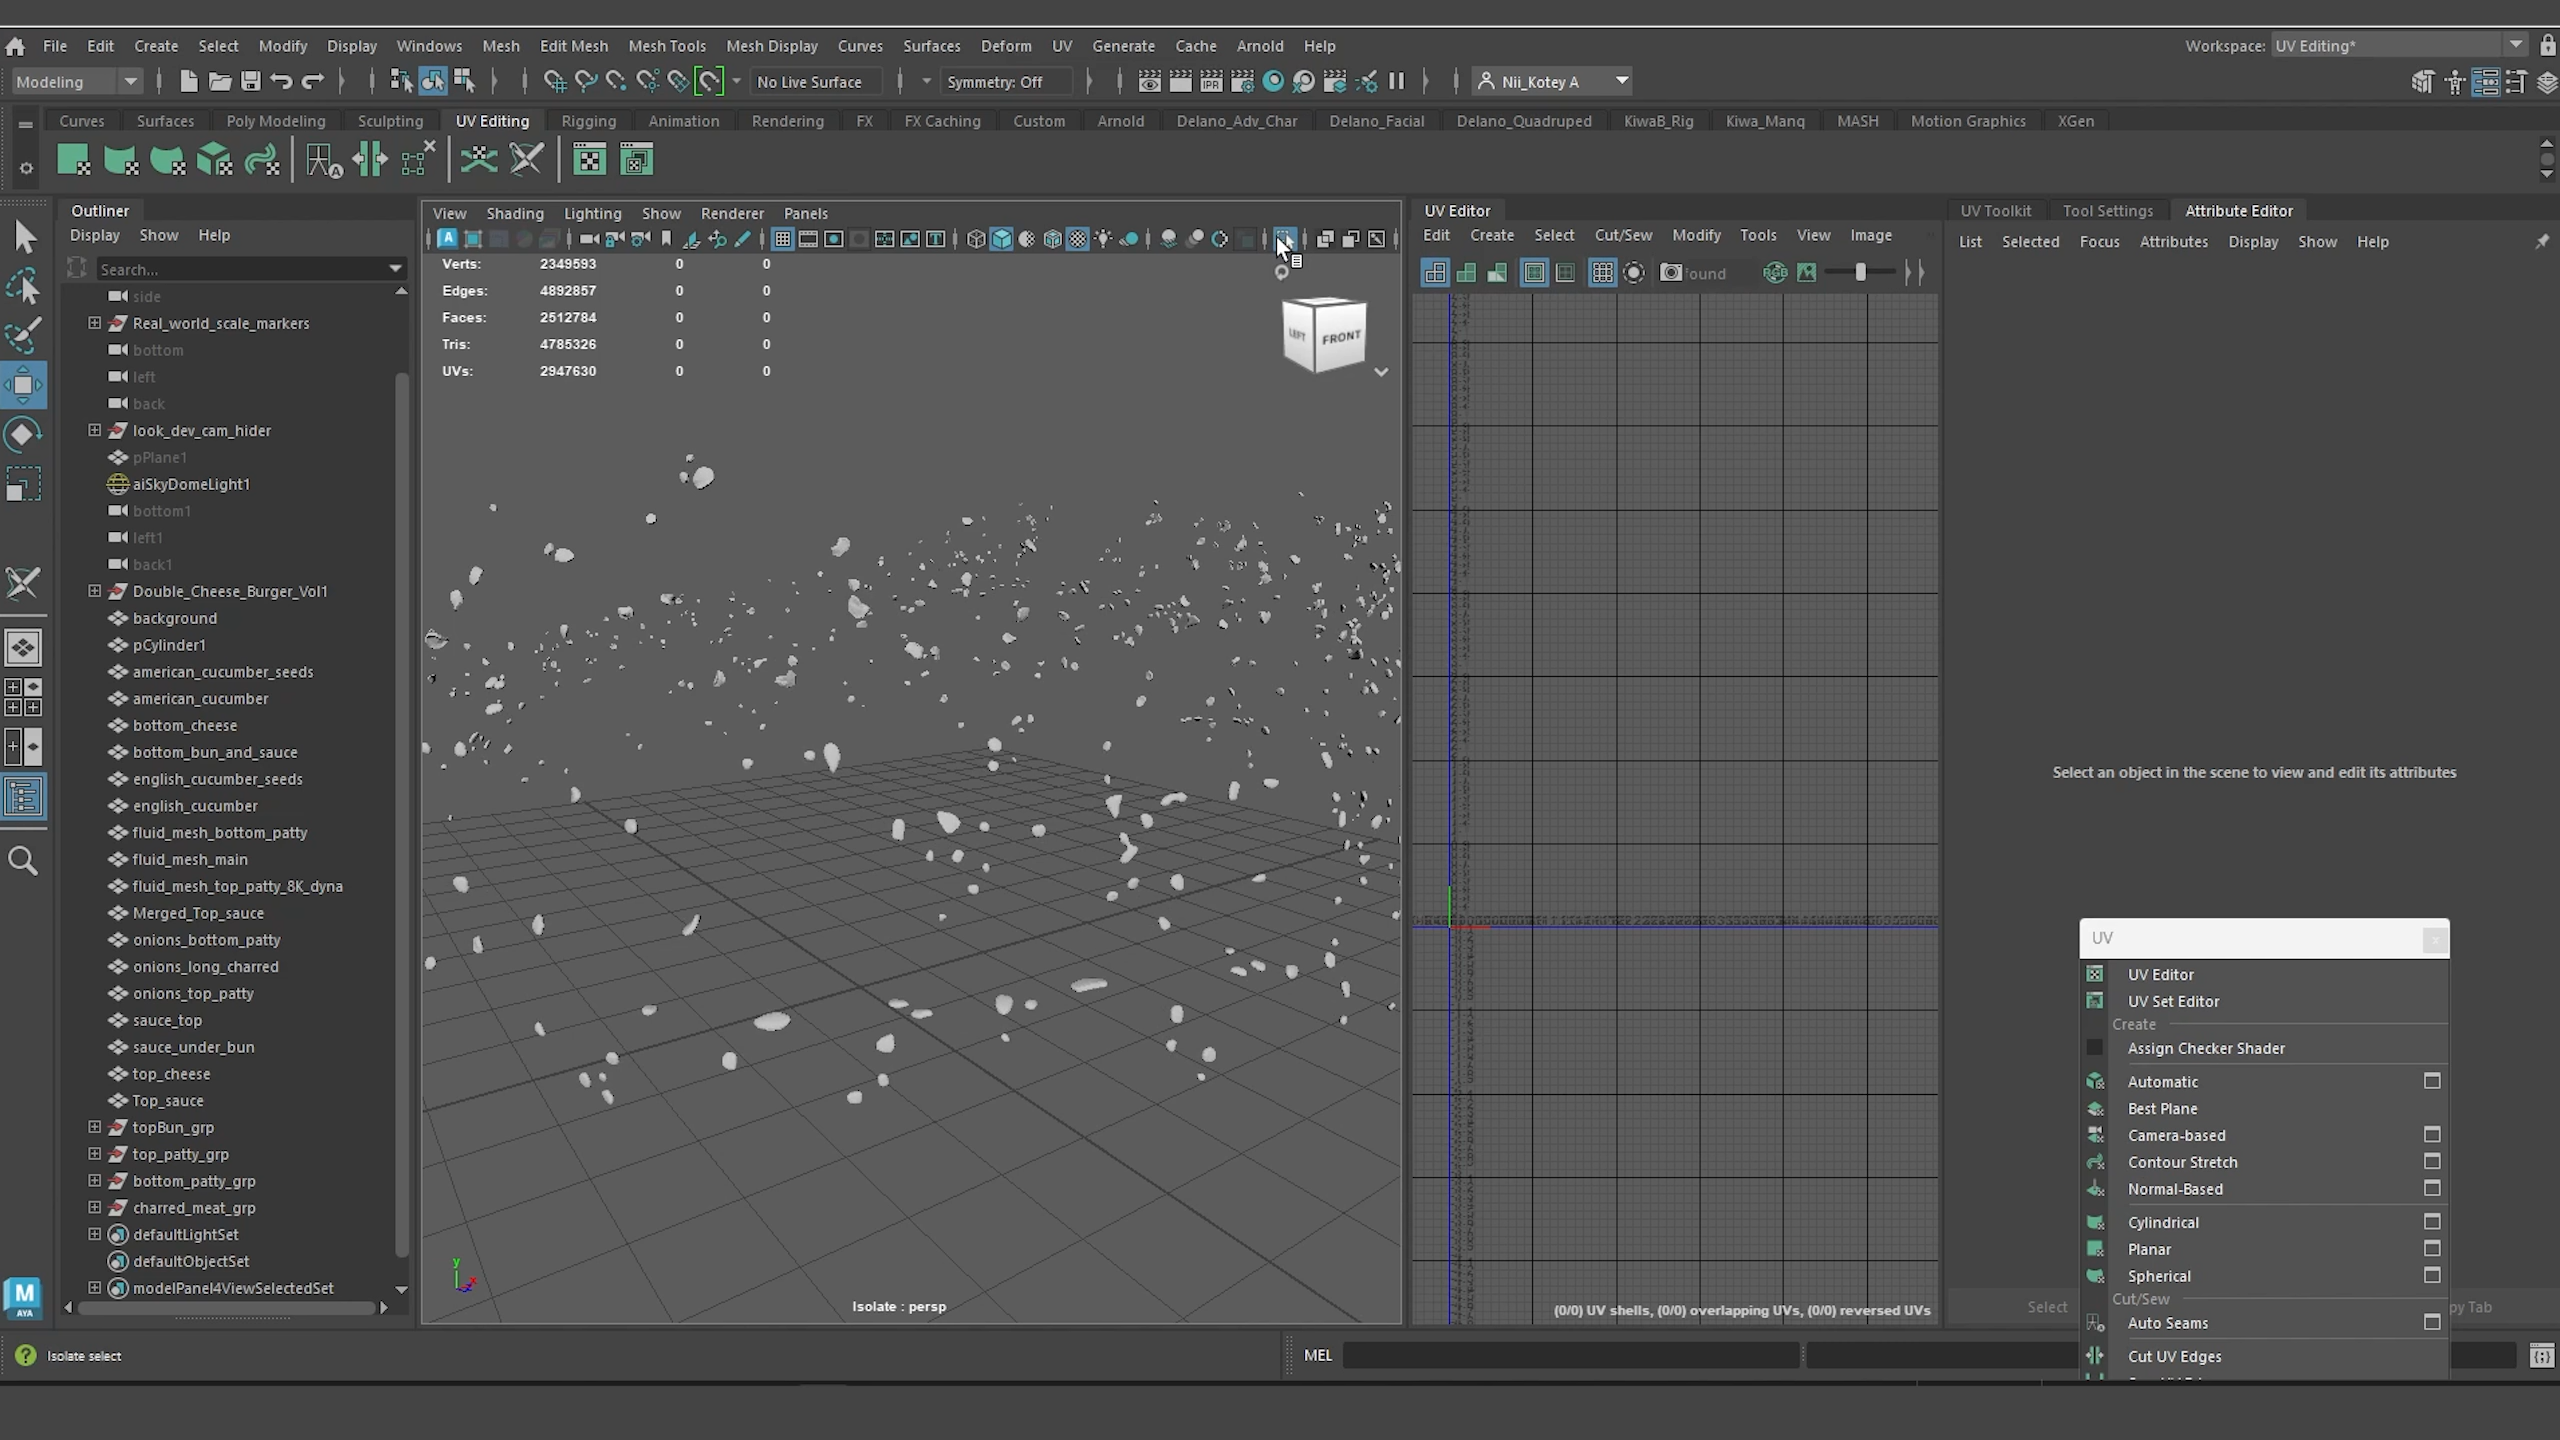 File Edit Create Select Modify Display Windows Mesh Edit Mesh Mesh Tools Mesh Display Curves Surfaces Deform UV Generate Cache Arnold Help Workspace: UV Editing*
Modeling No Live Surface Symmetry: Off IPR Nii_Kotey A
Curves Surfaces Poly Modeling Sculpting UV Editing Rigging Animation Rendering FX FX Caching Custom Arnold Delano_Adv_Char Delano_Facial Delano_Quadruped KiwaB_Rig Kiwa_Manq MASH Motion Graphics XGen
Outliner
Display Show Help
Search...
side
Real_world_scale_markers
bottom
left
back
look_dev_cam_hider
pPlane1
aiSkyDomeLight1
bottom1
left1
back1
Double_Cheese_Burger_Vol1
background
pCylinder1
american_cucumber_seeds
american_cucumber
bottom_cheese
bottom_bun_and_sauce
english_cucumber_seeds
english_cucumber
fluid_mesh_bottom_patty
fluid_mesh_main
fluid_mesh_top_patty_8K_dyna
Merged_Top_sauce
onions_bottom_patty
onions_long_charred
onions_top_patty
sauce_top
sauce_under_bun
top_cheese
Top_sauce
topBun_grp
top_patty_grp
bottom_patty_grp
charred_meat_grp
defaultLightSet
defaultObjectSet
modelPanel4ViewSelectedSet
View Shading Lighting Show Renderer Panels
Verts: 2349593 0 0
Edges: 4892857 0 0
Faces: 2512784 0 0
Tris: 4785326 0 0
UVs: 2947630 0 0
LEFT FRONT
y
x
Isolate : persp
UV Editor
Edit Create Select Cut/Sew Modify Tools View Image
ound RGB
(0/0) UV shells, (0/0) overlapping UVs, (0/0) reversed UVs
UV Toolkit Tool Settings Attribute Editor
List Selected Focus Attributes Display Show Help
Select an object in the scene to view and edit its attributes
Select py Tab
UV
UV Editor
UV Set Editor
Create
Assign Checker Shader
Automatic
Best Plane
Camera-based
Contour Stretch
Normal-Based
Cylindrical
Planar
Spherical
Cut/Sew
Auto Seams
Cut UV Edges
M
AYA
Isolate select
MEL